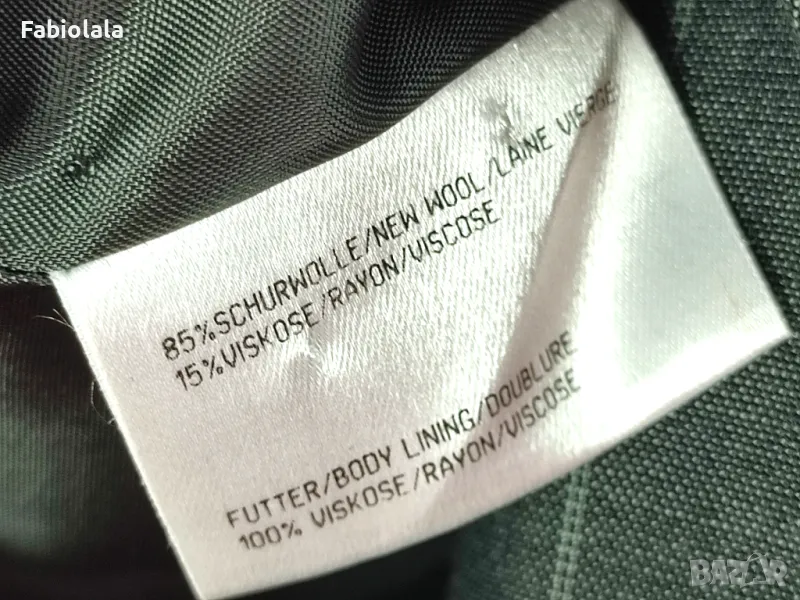 Fabiolala
85%SCHURWOLLE/NEW WOOL/LAINE VIERGE
15%VISKOSE/RAYON/VISCOSE
FUTTER/BODY LINING/DOUBLURE
100% VISKOSE/RAYON/VISCOSE
BAZAR